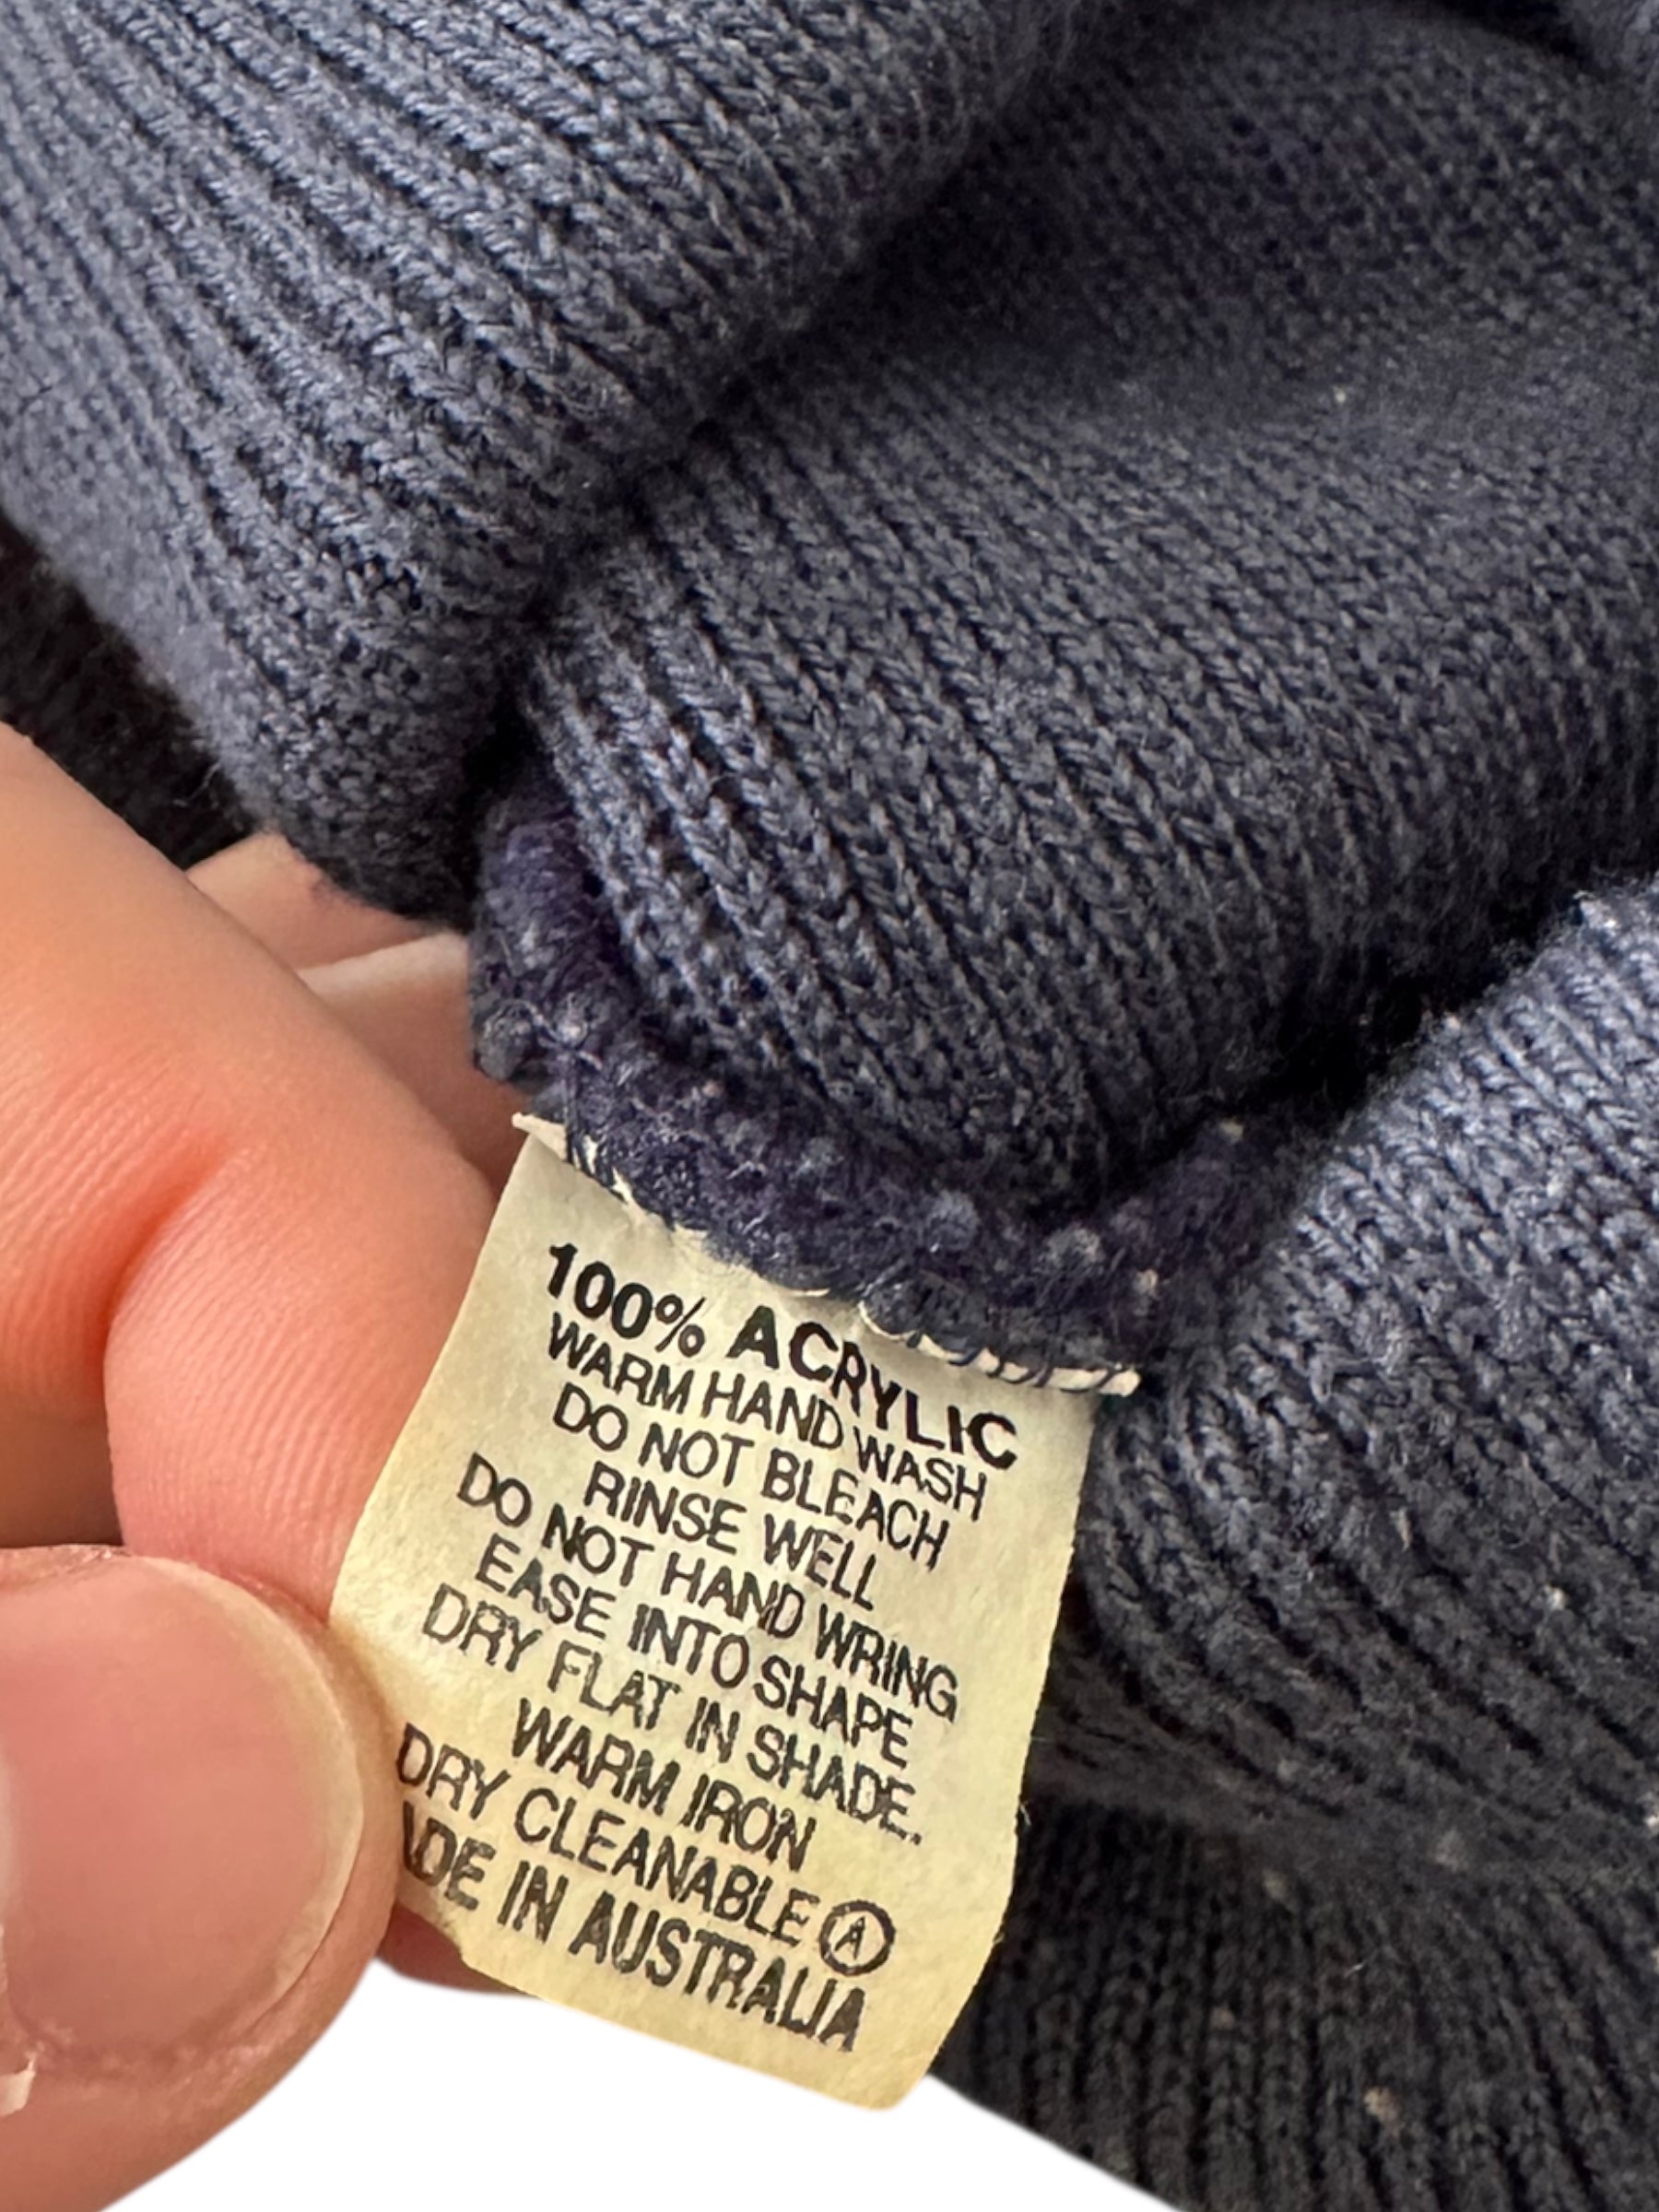 100% ACRYLIC
WARM HAND WASH
DO NOT BLEACH
RINSE WELL
DO NOT HAND WRING
EASE INTO SHAPE
DRY FLAT IN SHADE.
WARM IRON
DRY CLEANABLE Ⓐ
ADE IN AUSTRALIA